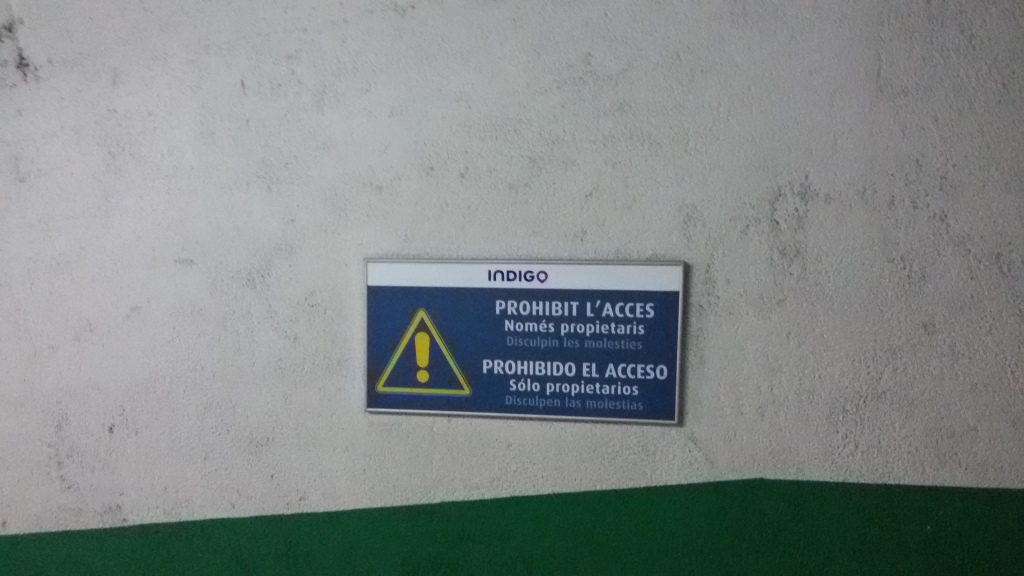 INDIGO
PROHIBIT L'ACCES
Només propietaris
Disculpin les molesties
PROHIBIDO EL ACCESO
Sólo propietarios
Disculpen las molestias